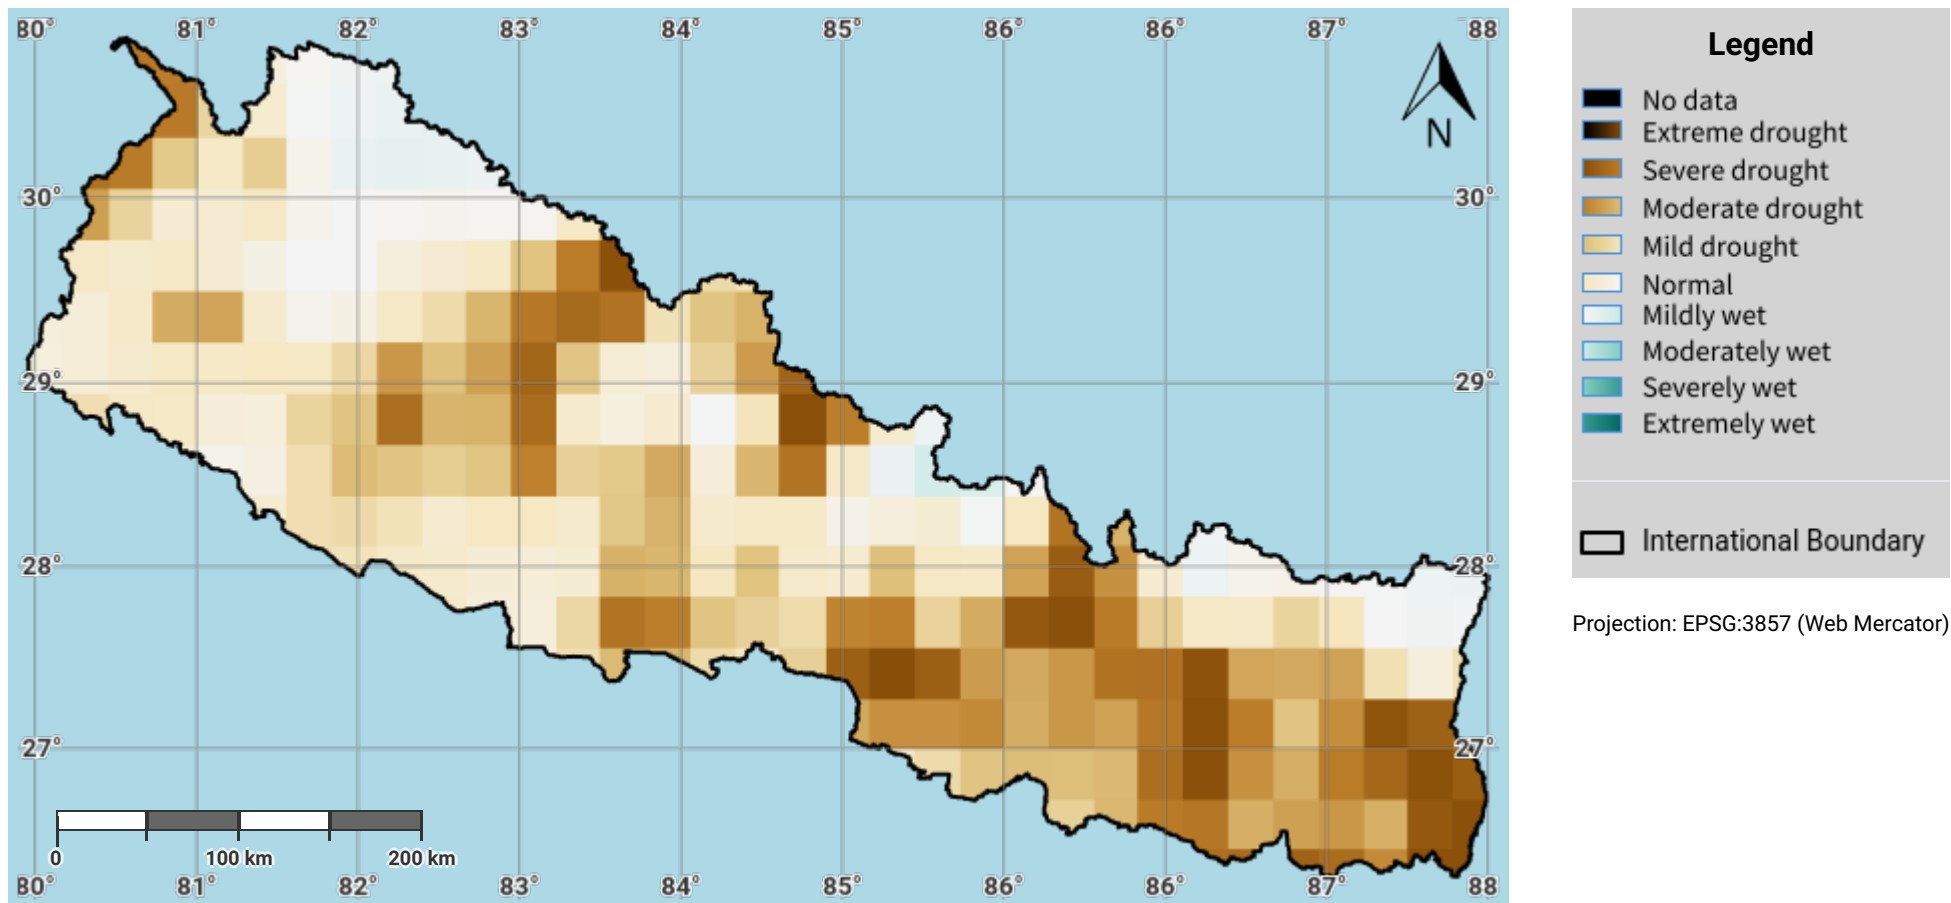 80° 81° 82° 83° 84° 85° 86° 86° 87° 88
N
30° 30°
29° 29°
28° 28°
27° 27°
0 100 km 200 km
80° 81° 82° 83° 84° 85° 86° 86° 87° 88
Legend
No data
Extreme drought
Severe drought
Moderate drought
Mild drought
Normal
Mildly wet
Moderately wet
Severely wet
Extremely wet
International Boundary
Projection: EPSG:3857 (Web Mercator)